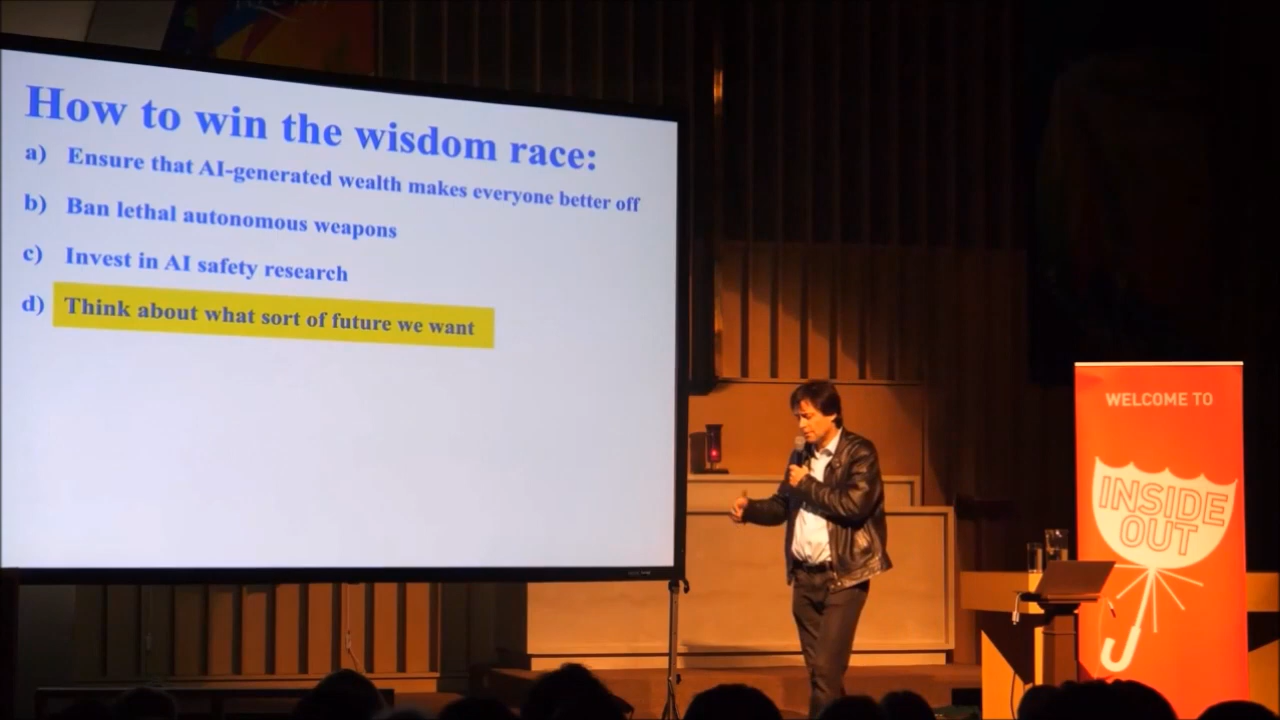 How to win the wisdom race:
a) Ensure that AI-generated wealth makes everyone better off
b) Ban lethal autonomous weapons
c) Invest in AI safety research
d) Think about what sort of future we want
WELCOME TO
INSIDE
OUT